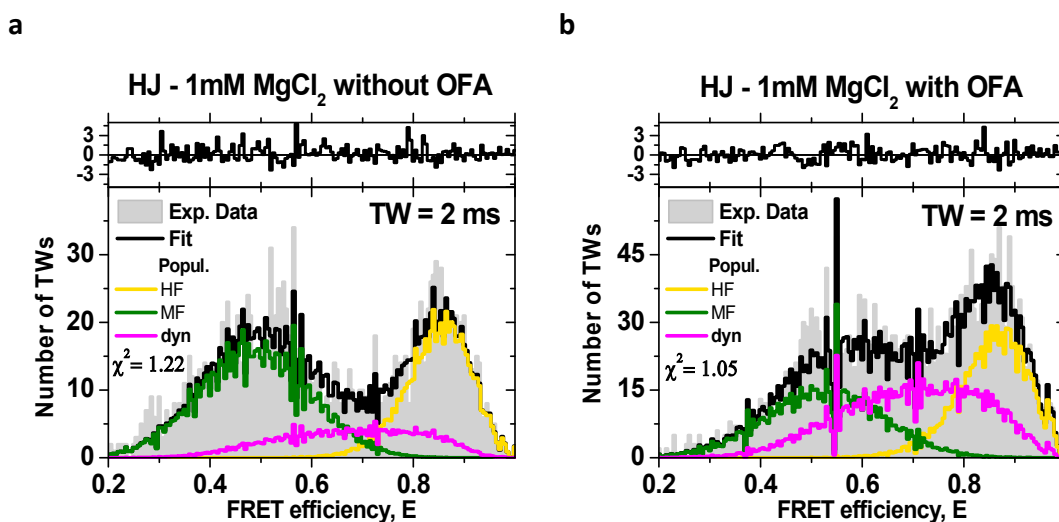 a
HJ - 1mM MgCl₂ without OFA
3
0
-3
Exp. Data
TW = 2 ms
Fit
Popul.
HF
MF
dyn
χ² = 1.22
Number of TWs
30
20
10
0
0.2 0.4 0.6 0.8
FRET efficiency, E
b
HJ - 1mM MgCl₂ with OFA
3
0
-3
Exp. Data
TW = 2 ms
Fit
Popul.
HF
MF
dyn
χ² = 1.05
Number of TWs
45
30
15
0
0.2 0.4 0.6 0.8
FRET efficiency, E